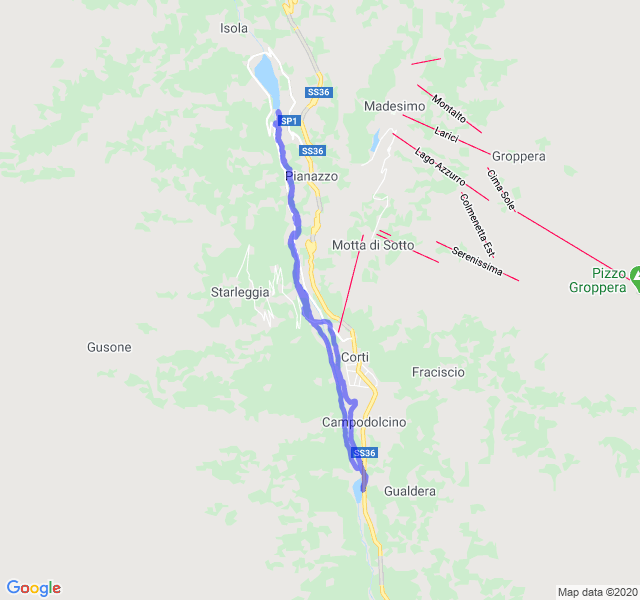 Isola
SS36
Madesimo
Montalto
SP1
Larici
SS36
Groppera
Pianazzo
Lago Azzurro
Cima Sole
Colmenetta Est
Motta di Sotto
Serenissima
Pizzo
Groppera
Starleggia
Gusone
Corti
Fraciscio
Campodolcino
SS36
Gualdera
Google
Map data ©2020